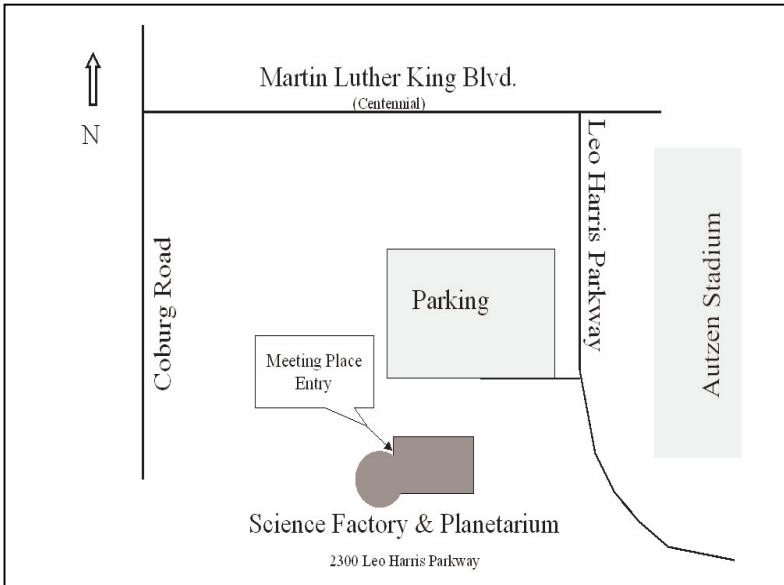 Martin Luther King Blvd.
(Centennial)
N
Leo Harris Parkway
Coburg Road
Autzen Stadium
Parking
Meeting Place
Entry
Science Factory & Planetarium
2300 Leo Harris Parkway